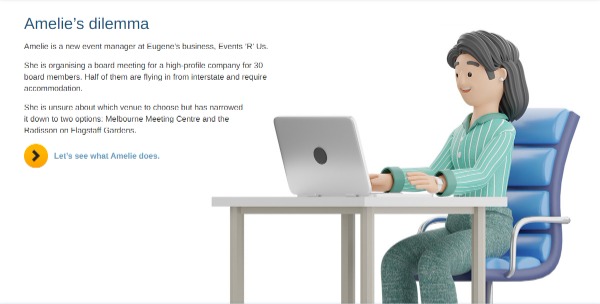 Amelie's dilemma
Amelie is a new event manager at Eugene's business, Events 'R' Us.
She is organising a board meeting for a high-profile company for 30
board members. Half of them are flying in from interstate and require
accommodation.
She is unsure about which venue to choose but has narrowed
it down to two options: Melbourne Meeting Centre and the
Radisson on Flagstaff Gardens.
Let's see what Amelie does.